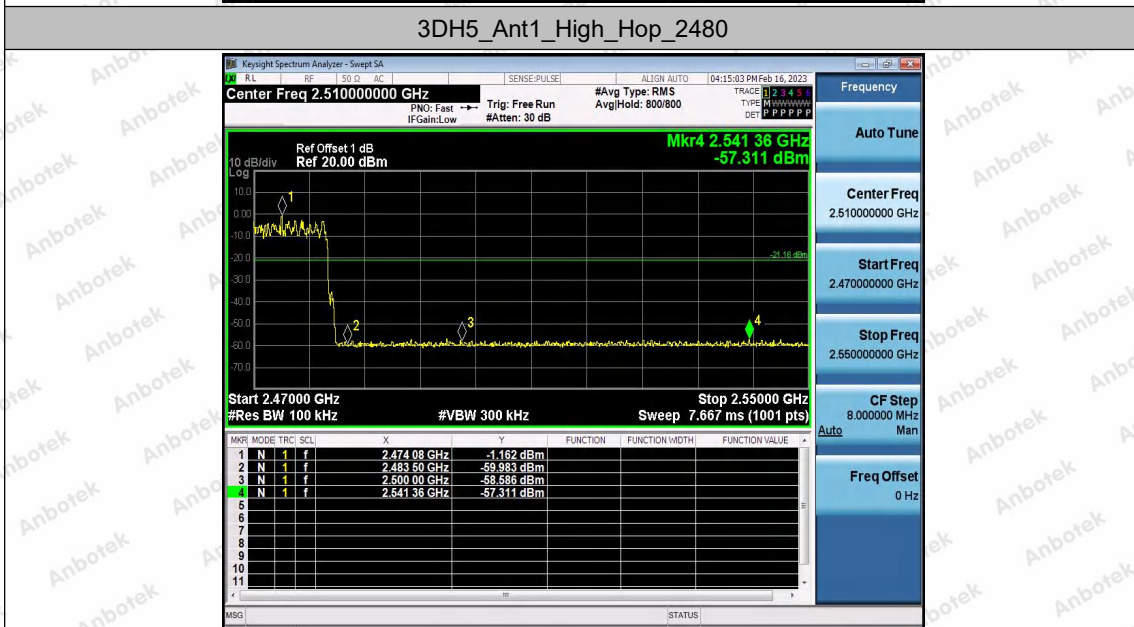 3DH5_Ant1_High_Hop_2480
Keysight Spectrum Analyzer - Swept SA
LXI RL RF 50 Ω AC SENSE:PULSE ALIGN AUTO 04:15:03 PM Feb 16, 2023
Center Freq 2.510000000 GHz
PNO: Fast
IFGain:Low
Trig: Free Run
#Atten: 30 dB
#Avg Type: RMS
Avg|Hold: 800/800
TRACE 1 2 3 4 5 6
TYPE M W W W W W
DET P P P P P P
Ref Offset 1 dB
Ref 20.00 dBm
10 dB/div
Log
Mkr4 2.541 36 GHz
-57.311 dBm
10.0
0.00
-10.0
-20.0
-30.0
-40.0
-50.0
-60.0
-70.0
1
2
3
4
-21.16 dBm
Start 2.47000 GHz Stop 2.55000 GHz
#Res BW 100 kHz #VBW 300 kHz Sweep 7.667 ms (1001 pts)
MKR MODE TRC SCL X Y FUNCTION FUNCTION WIDTH FUNCTION VALUE
1 N 1 f 2.474 08 GHz -1.162 dBm
2 N 1 f 2.483 50 GHz -59.983 dBm
3 N 1 f 2.500 00 GHz -58.586 dBm
4 N 1 f 2.541 36 GHz -57.311 dBm
5
6
7
8
9
10
11
MSG STATUS
Frequency
Auto Tune
Center Freq
2.510000000 GHz
Start Freq
2.470000000 GHz
Stop Freq
2.550000000 GHz
CF Step
8.000000 MHz
Auto Man
Freq Offset
0 Hz
Anbotek